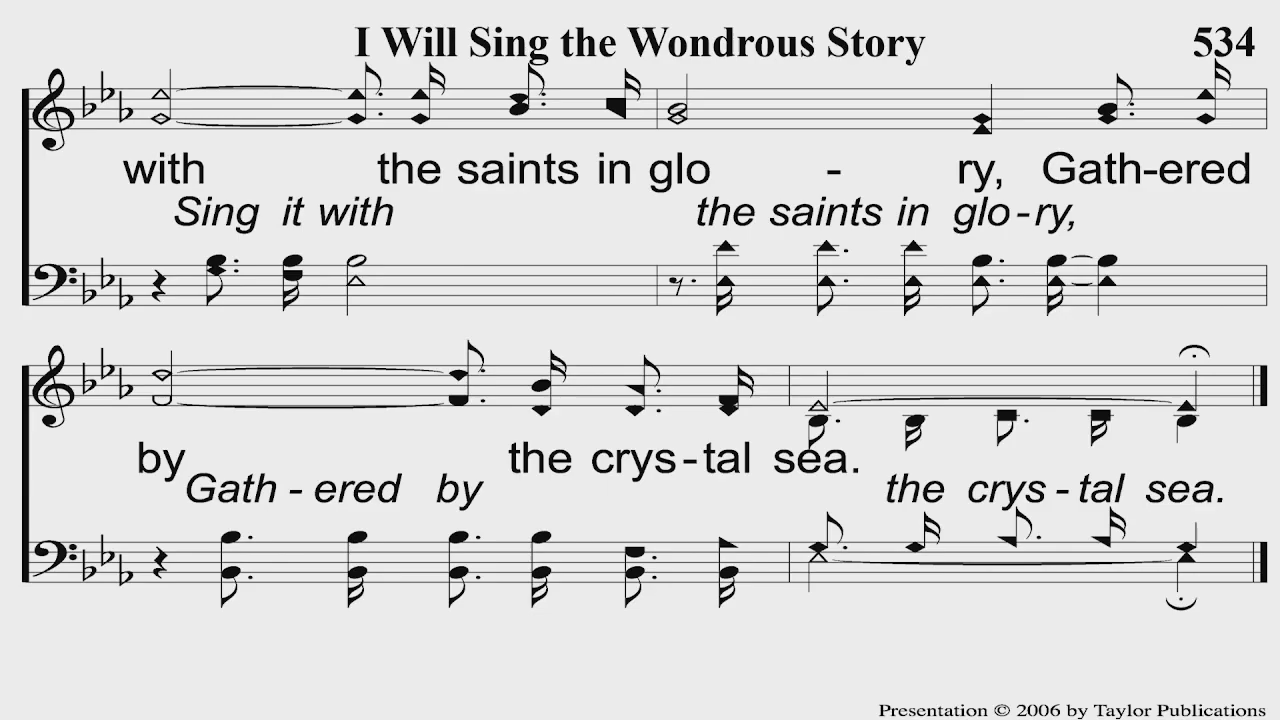 I Will Sing the Wondrous Story 534
with the saints in glo - ry, Gath-ered
Sing it with the saints in glo-ry,
by the crys-tal sea.
Gath-ered by the crys-tal sea.
Presentation © 2006 by Taylor Publications